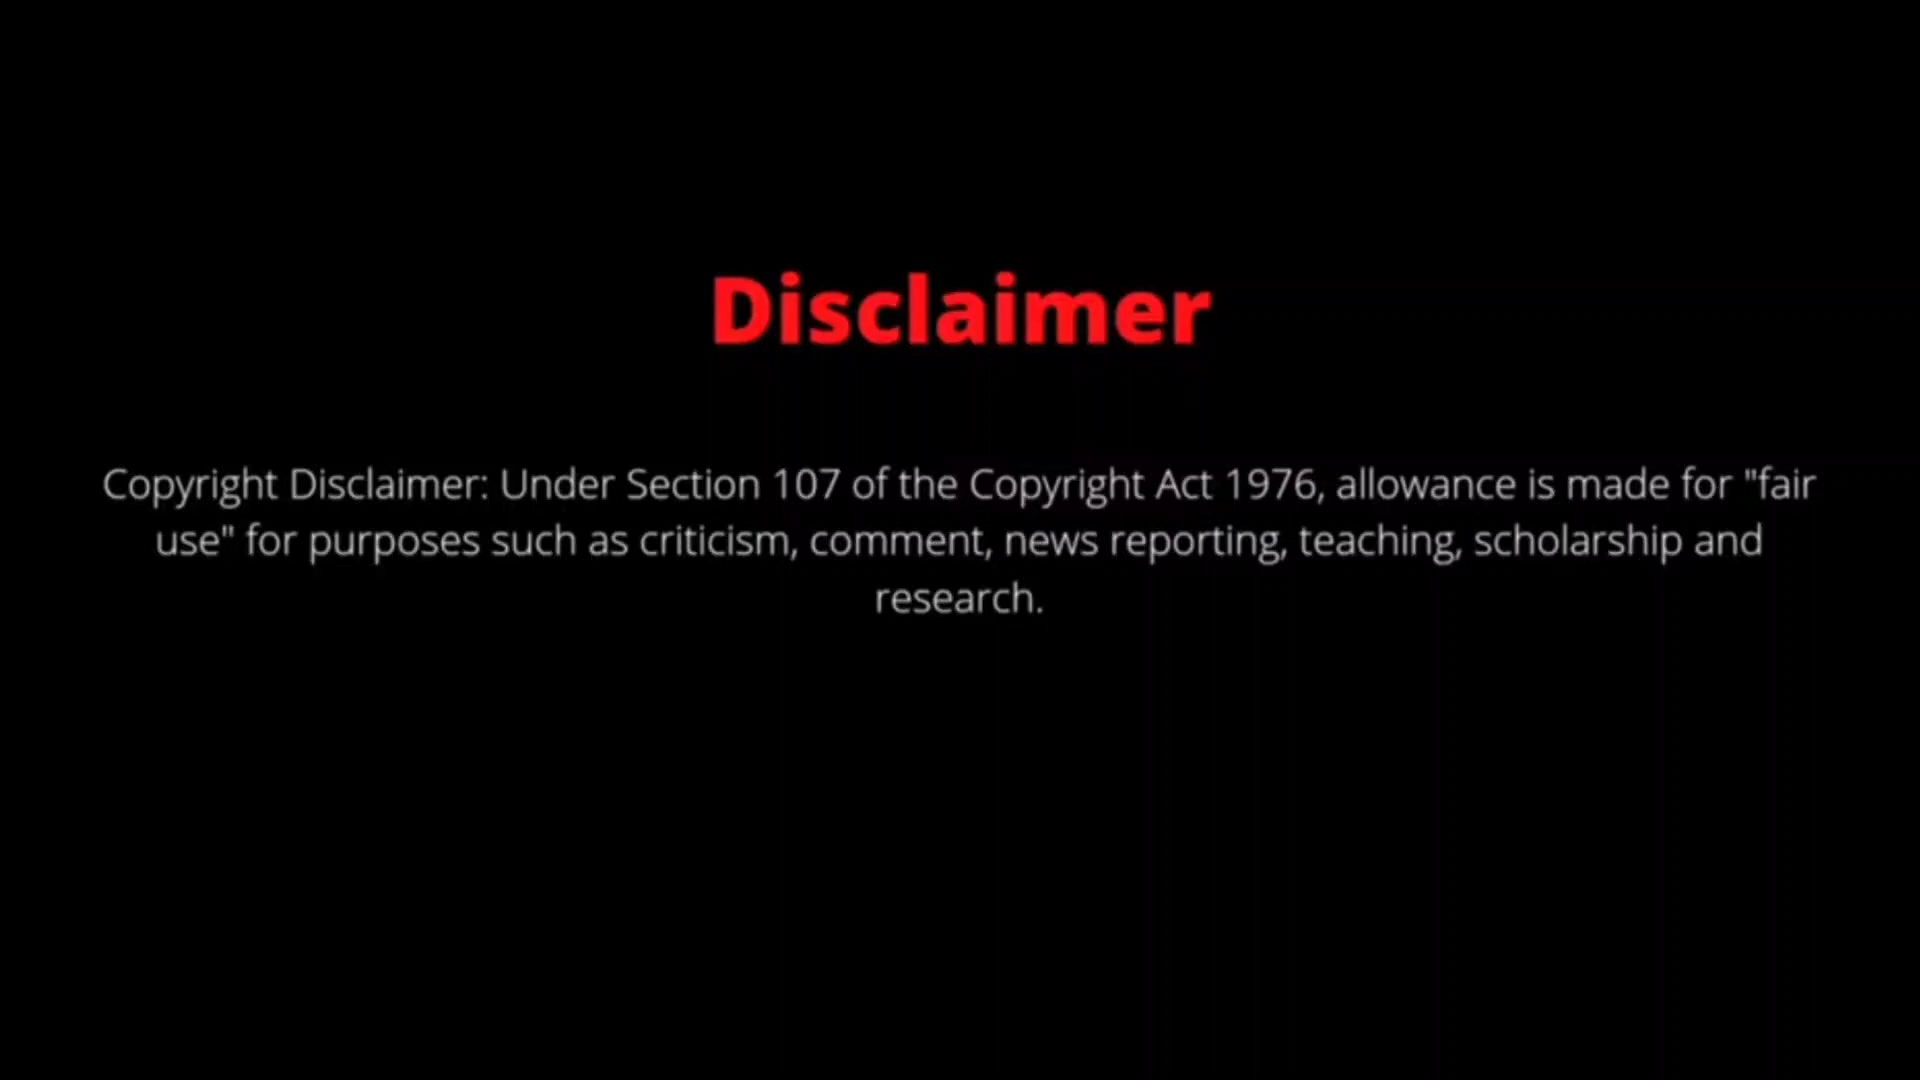 Disclaimer
Copyright Disclaimer: Under Section 107 of the Copyright Act 1976, allowance is made for "fair
use" for purposes such as criticism, comment, news reporting, teaching, scholarship and
research.